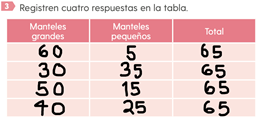 3 Registren cuatro respuestas en la tabla.
Manteles grandes Manteles pequeños Total
60 5 65
30 35 65
50 15 65
40 25 65